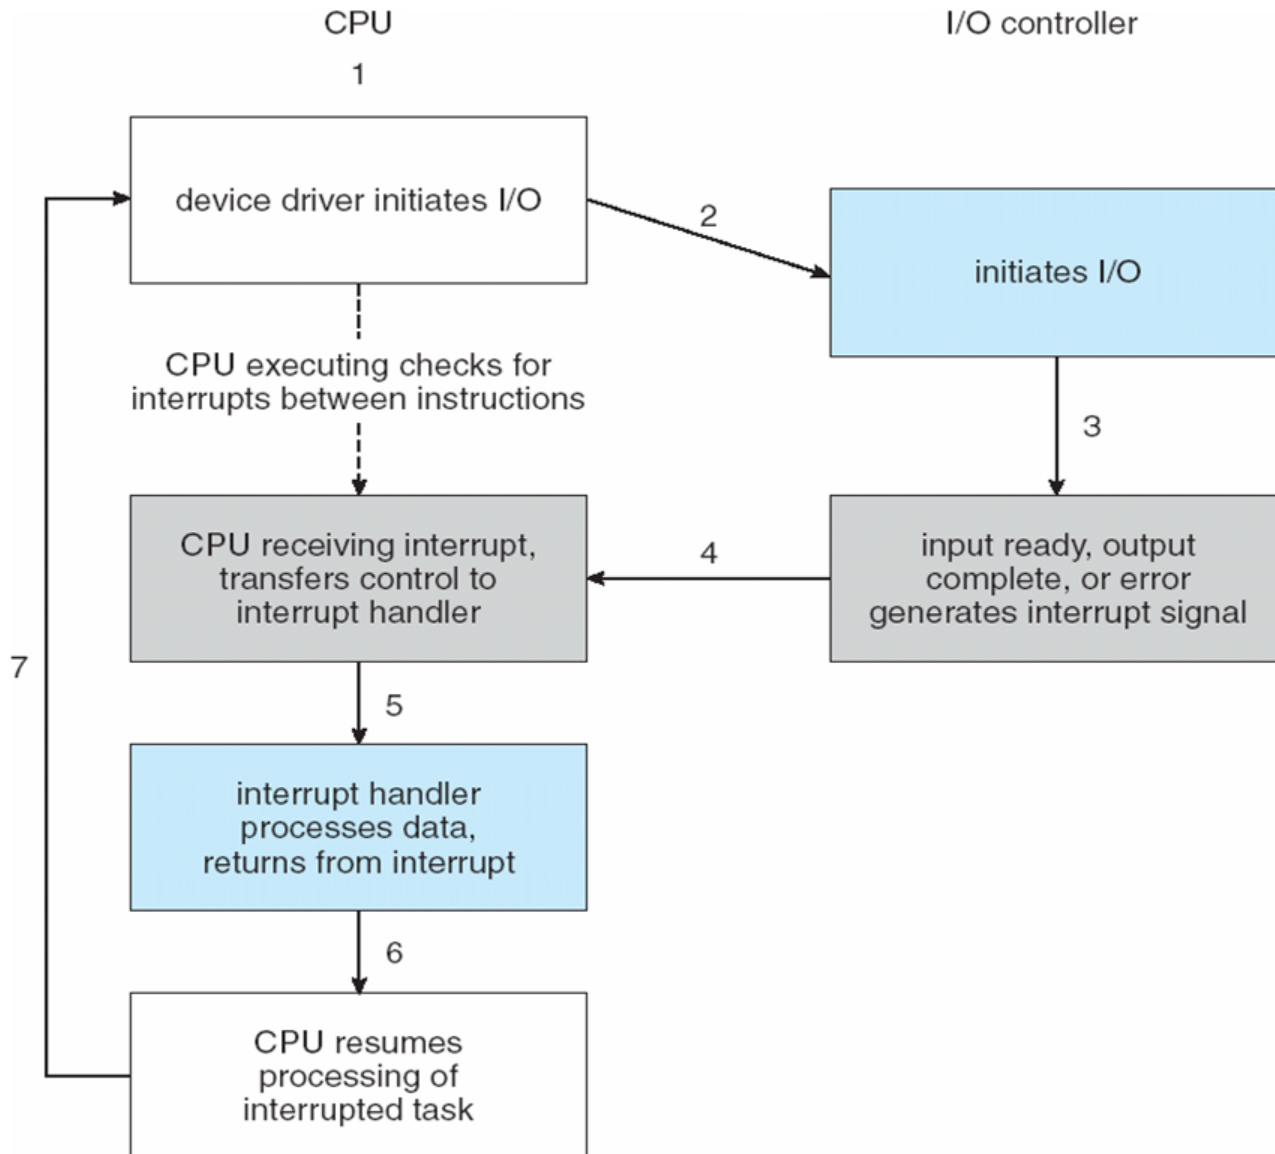 CPU
I/O controller
1
device driver initiates I/O
2
initiates I/O
CPU executing checks for
interrupts between instructions
3
CPU receiving interrupt,
transfers control to
interrupt handler
4
input ready, output
complete, or error
generates interrupt signal
7
5
interrupt handler
processes data,
returns from interrupt
6
CPU resumes
processing of
interrupted task